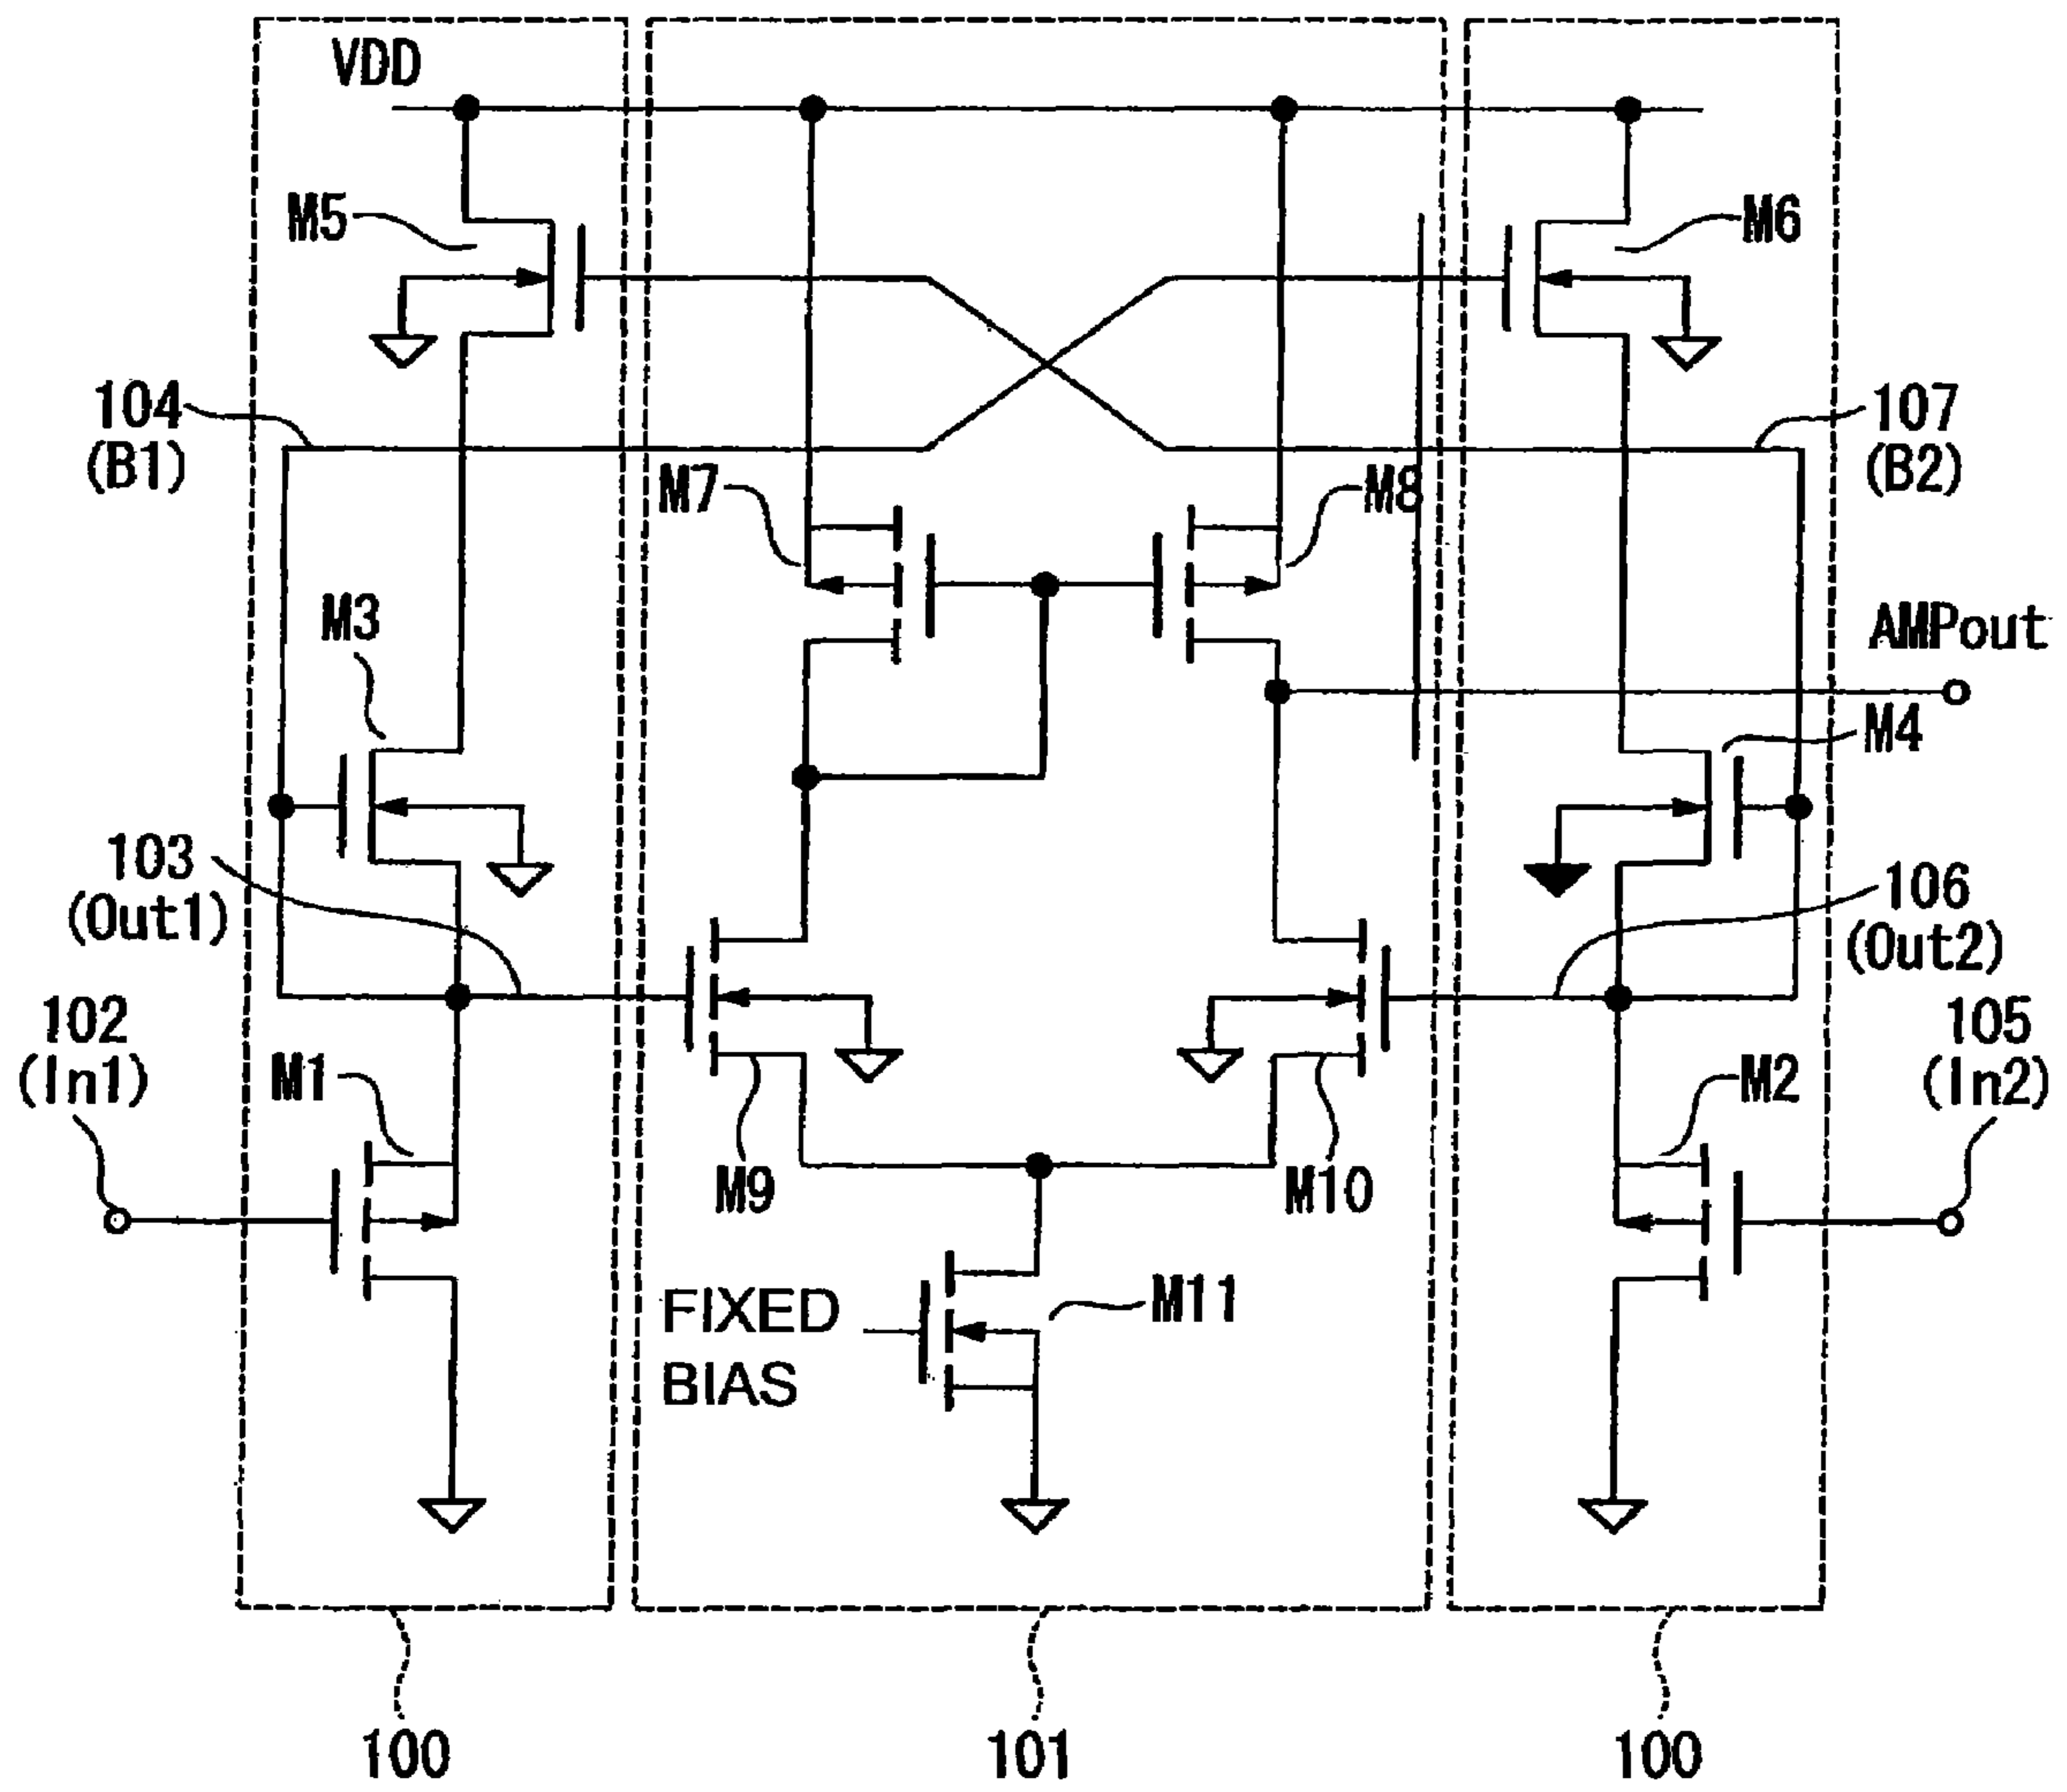 VDD
M5
M6
104
(B1)
107
(B2)
M7
M8
M3
AMPout
M4
103
(Out1)
106
(Out2)
102
(In1)
105
(In2)
M1
M2
M9
M10
FIXED
BIAS
M11
100
101
100